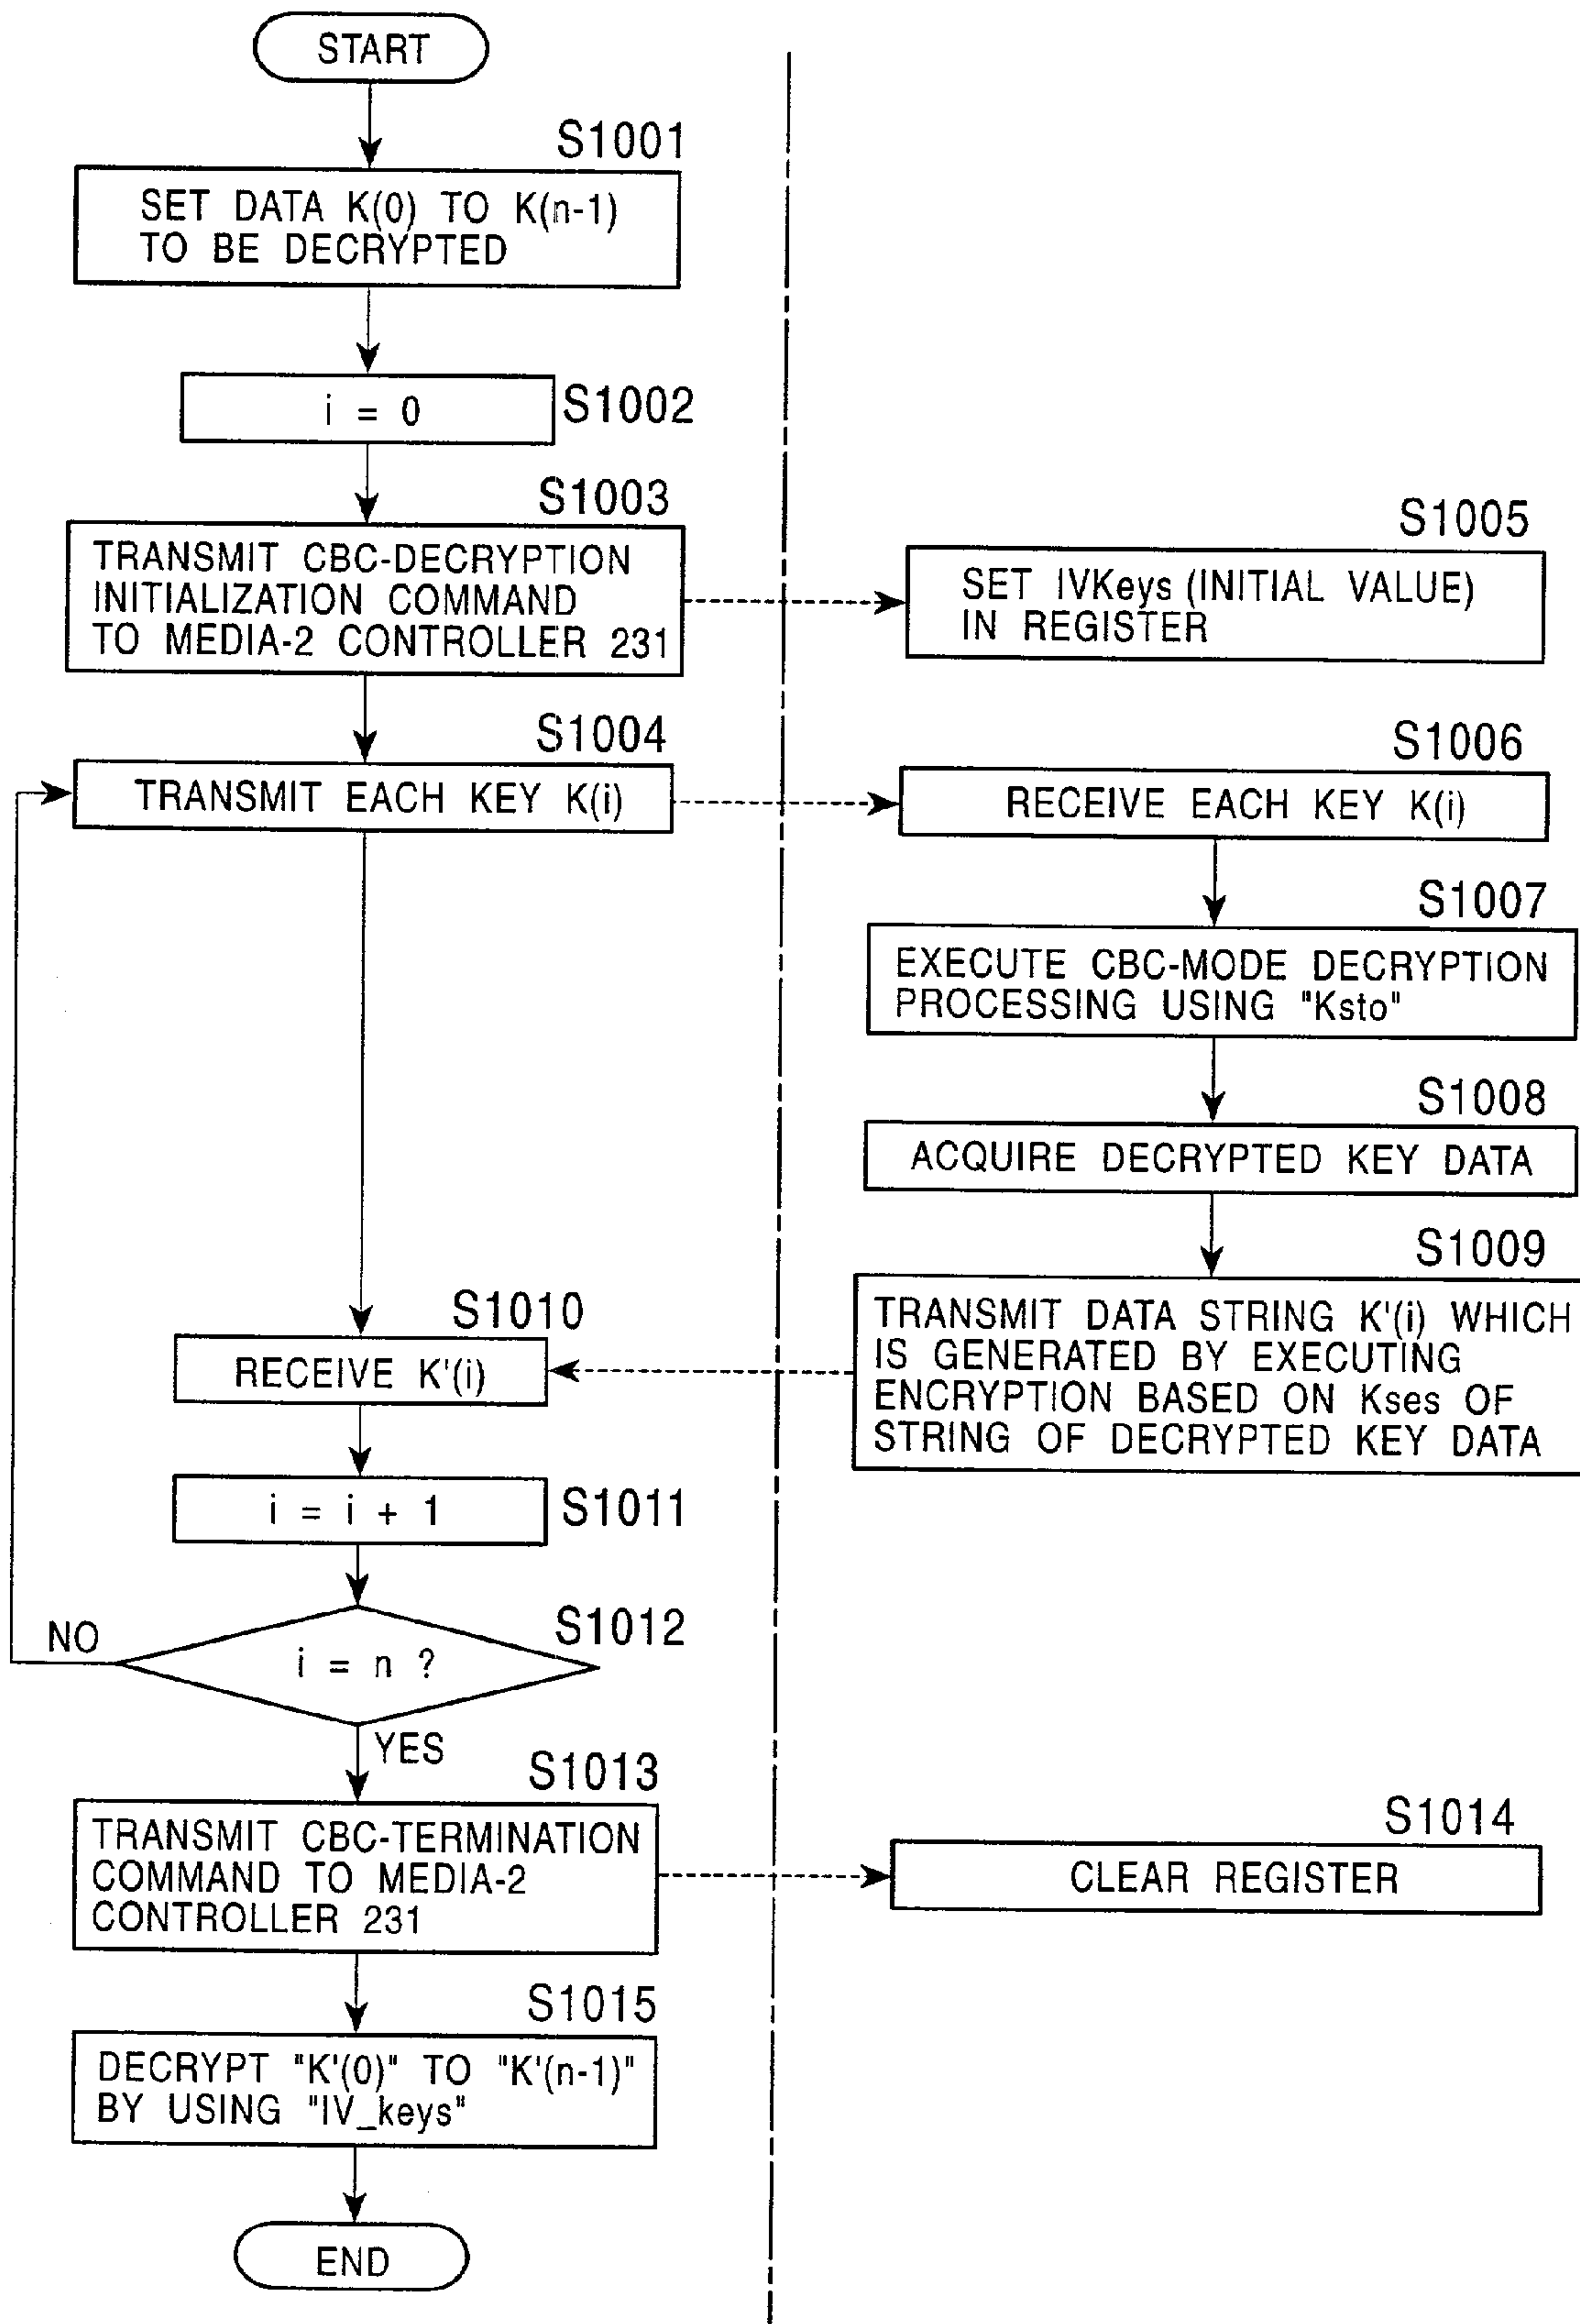 START
S1001
SET DATA K(0) TO K(n-1)
TO BE DECRYPTED
i = 0
S1002
S1003
TRANSMIT CBC-DECRYPTION
INITIALIZATION COMMAND
TO MEDIA-2 CONTROLLER 231
S1005
SET IVKeys (INITIAL VALUE)
IN REGISTER
S1004
TRANSMIT EACH KEY K(i)
S1006
RECEIVE EACH KEY K(i)
S1007
EXECUTE CBC-MODE DECRYPTION
PROCESSING USING "Ksto"
S1008
ACQUIRE DECRYPTED KEY DATA
S1009
TRANSMIT DATA STRING K'(i) WHICH
IS GENERATED BY EXECUTING
ENCRYPTION BASED ON Kses OF
STRING OF DECRYPTED KEY DATA
S1010
RECEIVE K'(i)
i = i + 1
S1011
S1012
NO
i = n ?
YES
S1013
TRANSMIT CBC-TERMINATION
COMMAND TO MEDIA-2
CONTROLLER 231
S1014
CLEAR REGISTER
S1015
DECRYPT "K'(0)" TO "K'(n-1)"
BY USING "IV_keys"
END